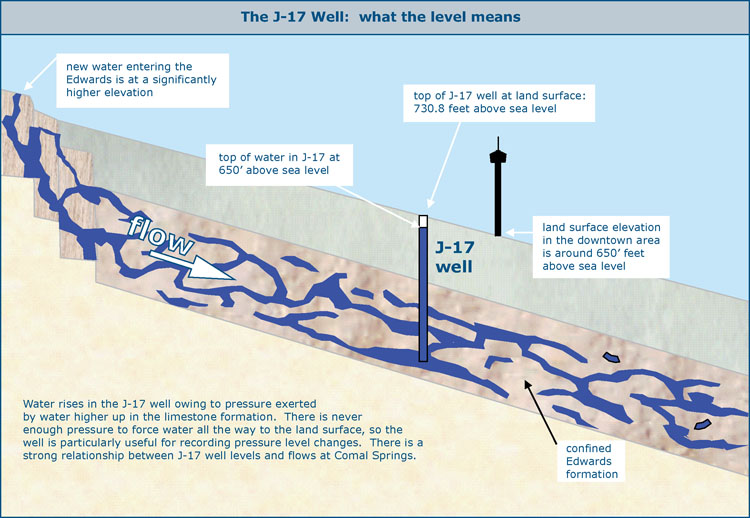 The J-17 Well:  what the level means
new water entering the
Edwards is at a significantly
higher elevation
top of J-17 well at land surface:
730.8 feet above sea level
top of water in J-17 at
650’ above sea level
flow
J-17
well
land surface elevation
in the downtown area
is around 650’ feet
above sea level
Water rises in the J-17 well owing to pressure exerted
by water higher up in the limestone formation.  There is never
enough pressure to force water all the way to the land surface, so the
well is particularly useful for recording pressure level changes.  There is a
strong relationship between J-17 well levels and flows at Comal Springs.
confined
Edwards
formation